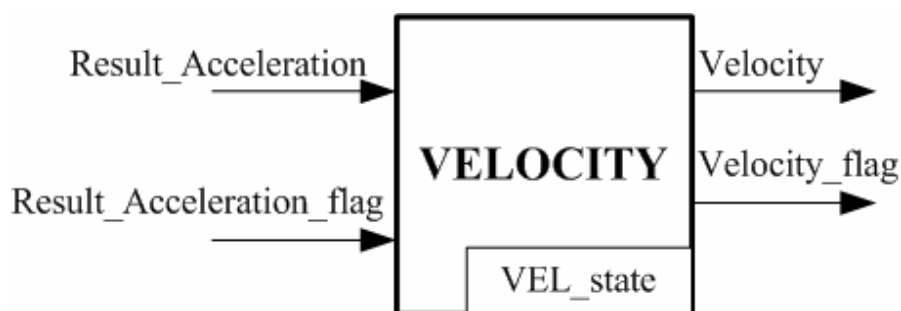 Result_Acceleration
Velocity
VELOCITY
Velocity_flag
Result_Acceleration_flag
VEL_state